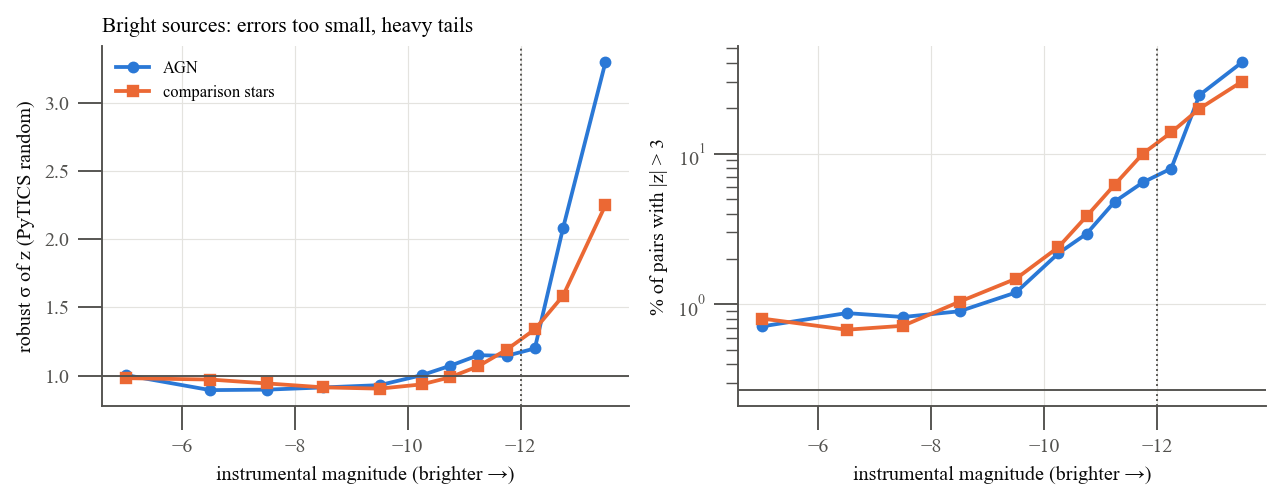 Bright sources: errors too small, heavy tails
AGN
comparison stars
robust σ of z (PyTICS random)
3.0
2.5
2.0
1.5
1.0
−6
−8
−10
−12
instrumental magnitude (brighter →)
% of pairs with |z| > 3
10¹
10⁰
−6
−8
−10
−12
instrumental magnitude (brighter →)